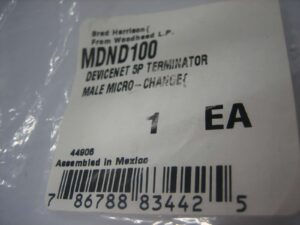 Brad Harrison{
From Woodhead L.P.
MDND100
DEVICENET 5P TERMINATOR
MALE MICRO-CHANGE{
1 EA
44906
Assembled in Mexico
7 86788 83442 5